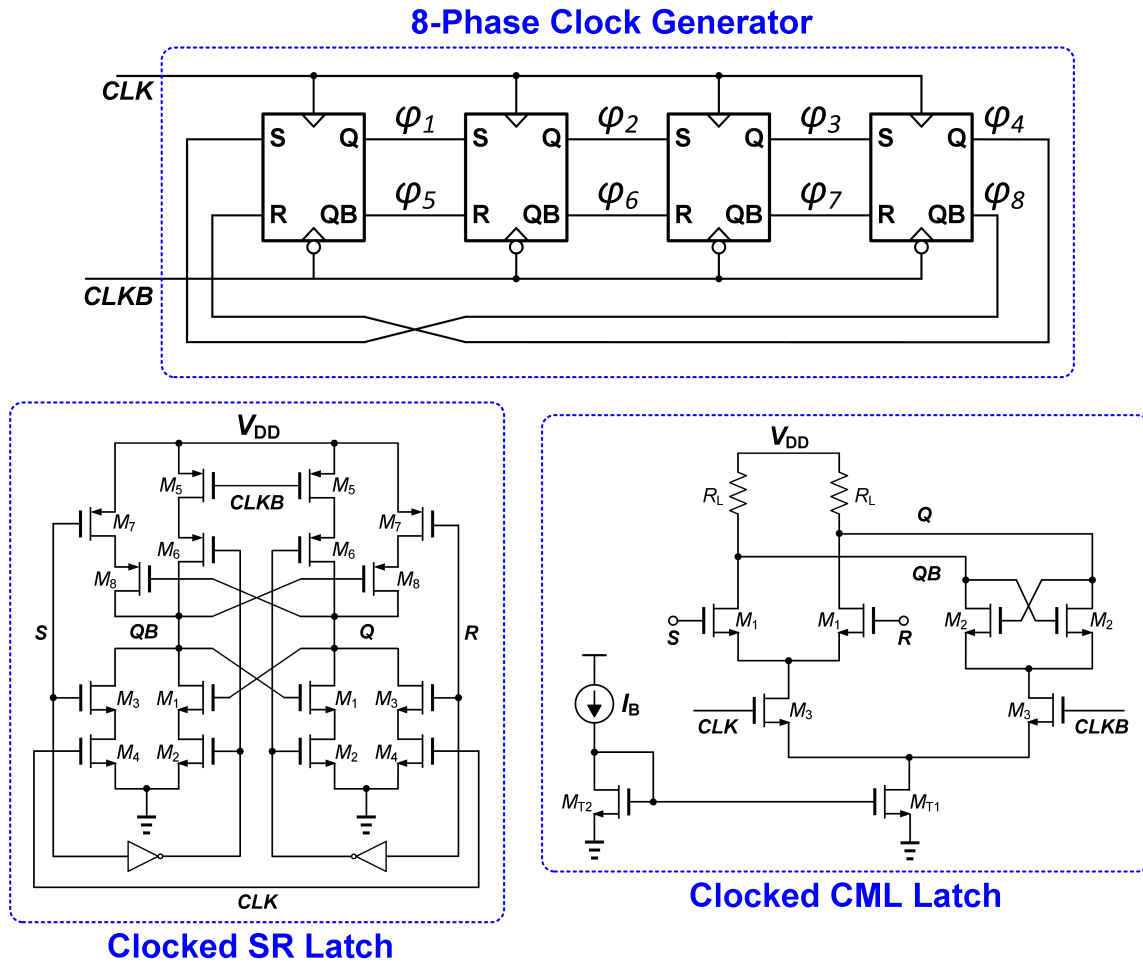 8-Phase Clock Generator
CLK
φ1 φ2 φ3 φ4
S Q S Q S Q S Q
φ5 φ6 φ7 φ8
R QB R QB R QB R QB
CLKB
VDD
M5 M5
CLKB
M7 M7
M6 M6
M8 M8
S QB Q R
M3 M1 M1 M3
M4 M2 M2 M4
CLK
Clocked SR Latch
VDD
RL RL
Q
QB
M1 M1 M2 M2
S R
IB
CLK M3 M3 CLKB
MT2 MT1
Clocked CML Latch